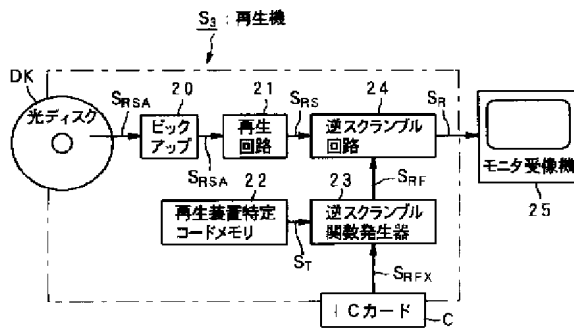 S3：再生機
DK
光ディスク
SRSA
20
ピックアップ
SRSA
21
再生回路
SRS
24
逆スクランブル回路
SR
モニタ受像機
25
SRF
22
再生装置特定コードメモリ
ST
23
逆スクランブル関数発生器
SRFX
ICカード
C